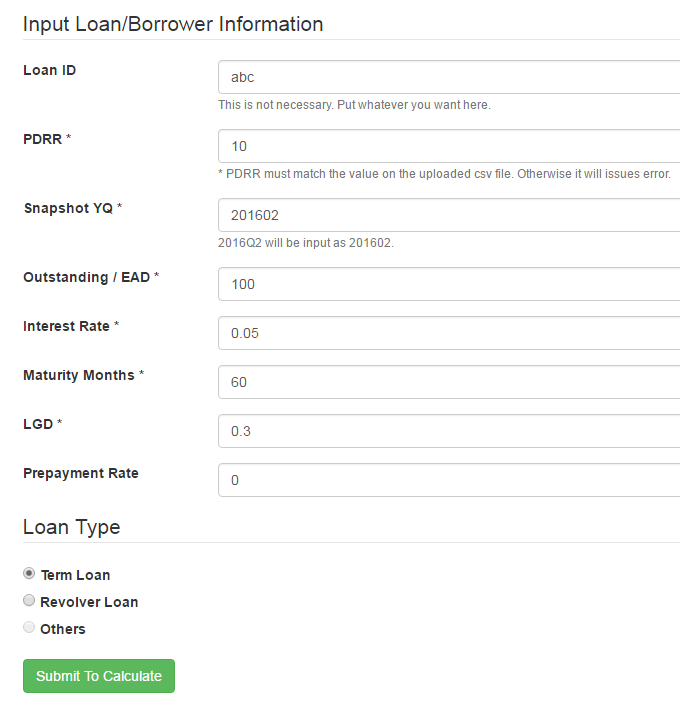 Input Loan/Borrower Information
Loan ID
abc
This is not necessary. Put whatever you want here.
PDRR *
10
* PDRR must match the value on the uploaded csv file. Otherwise it will issues error.
Snapshot YQ *
201602
2016Q2 will be input as 201602.
Outstanding / EAD *
100
Interest Rate *
0.05
Maturity Months *
60
LGD *
0.3
Prepayment Rate
0
Loan Type
Term Loan
Revolver Loan
Others
Submit To Calculate